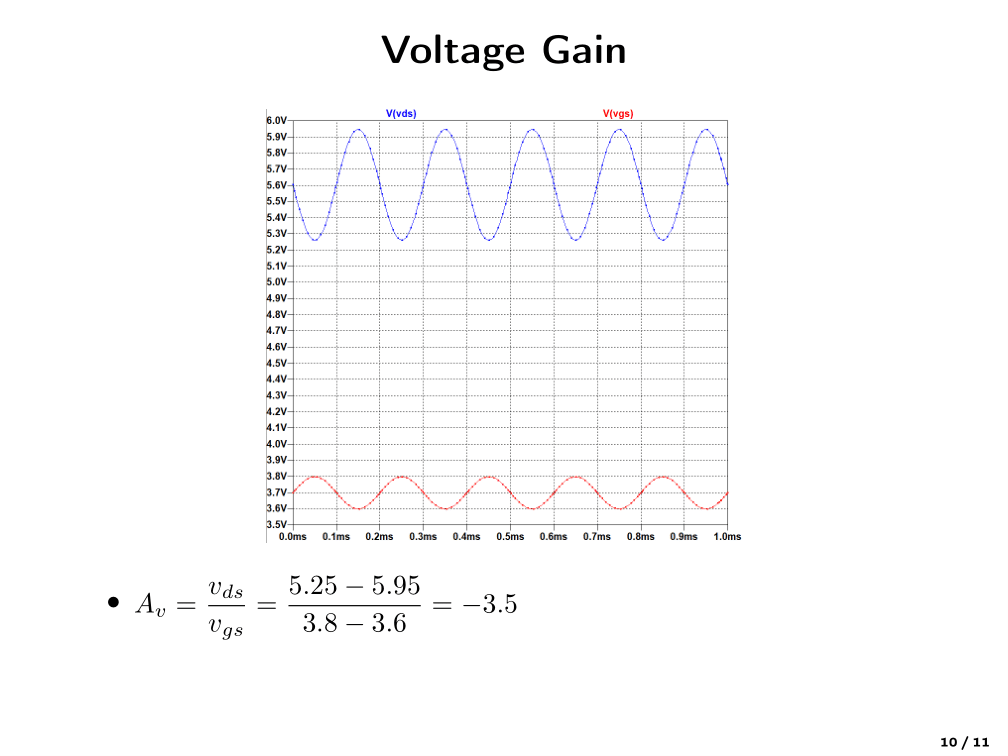 Voltage Gain
V(vds) V(vgs)
6.0V
5.9V
5.8V
5.7V
5.6V
5.5V
5.4V
5.3V
5.2V
5.1V
5.0V
4.9V
4.8V
4.7V
4.6V
4.5V
4.4V
4.3V
4.2V
4.1V
4.0V
3.9V
3.8V
3.7V
3.6V
3.5V
0.0ms 0.1ms 0.2ms 0.3ms 0.4ms 0.5ms 0.6ms 0.7ms 0.8ms 0.9ms 1.0ms
• A_v = v_{ds}/v_{gs} = (5.25 − 5.95)/(3.8 − 3.6) = −3.5
10 / 11